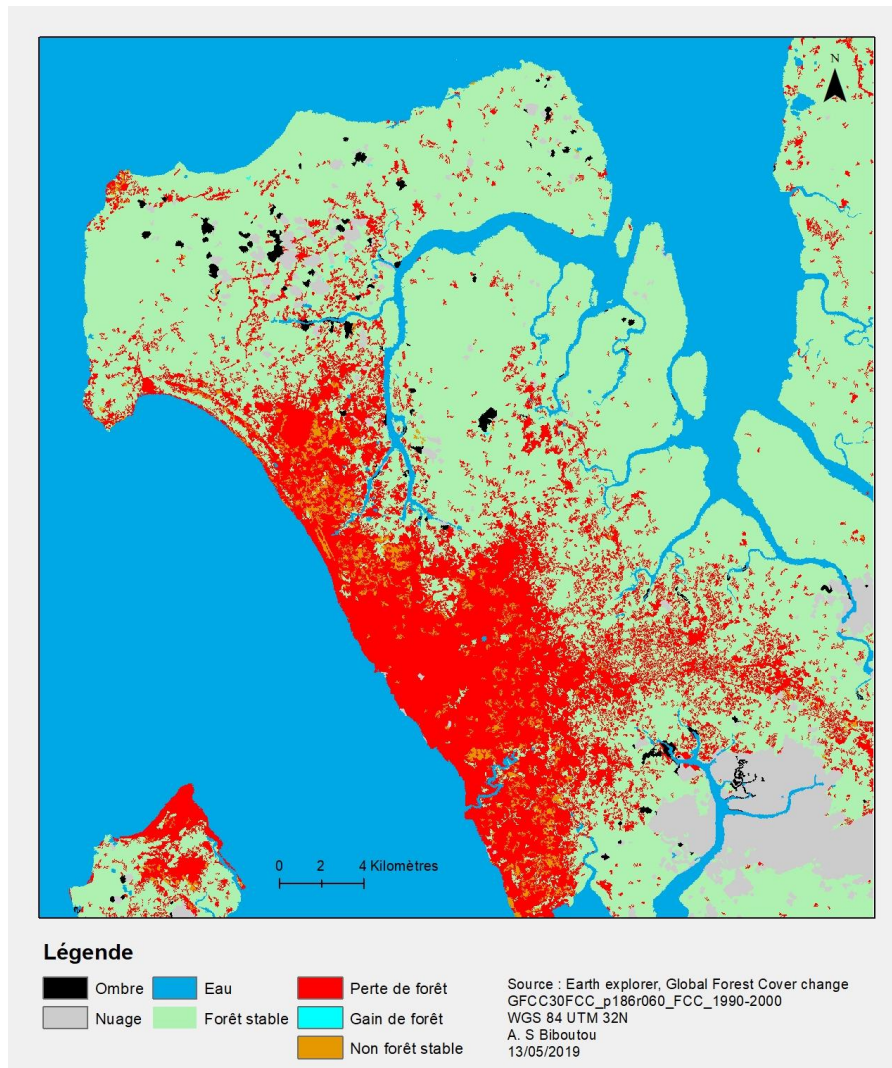 N
0 2 4 Kilomètres
Légende
Ombre Eau Perte de forêt
Nuage Forêt stable Gain de forêt
Non forêt stable
Source : Earth explorer, Global Forest Cover change
GFCC30FCC_p186r060_FCC_1990-2000
WGS 84 UTM 32N
A. S Biboutou
13/05/2019